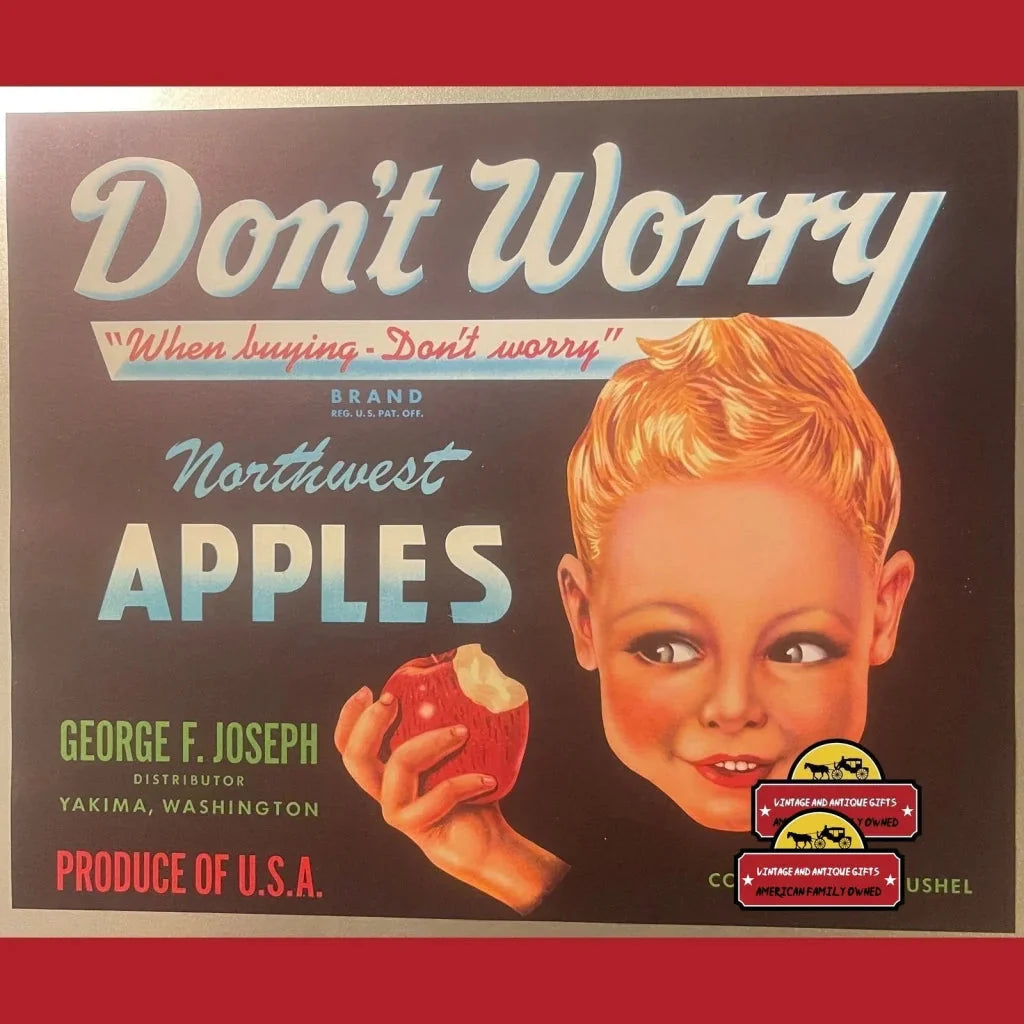 Don't Worry
"When buying - Don't worry"
BRAND
REG. U.S. PAT. OFF.
Northwest
APPLES
GEORGE F. JOSEPH
DISTRIBUTOR
YAKIMA, WASHINGTON
PRODUCE OF U.S.A.
VINTAGE AND ANTIQUE GIFTS
VINTAGE AND ANTIQUE GIFTS
AMERICAN FAMILY OWNED